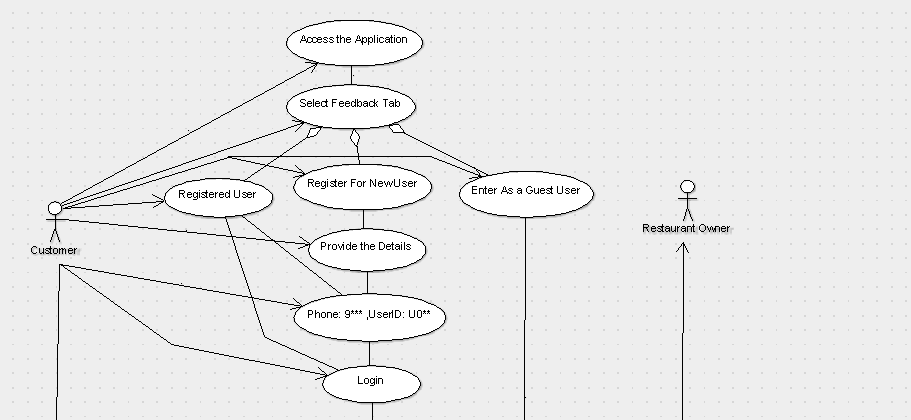 Access the Application
Select Feedback Tab
Registered User
Register For NewUser
Enter As a Guest User
Customer
Provide the Details
Restaurant Owner
Phone: 9*** ,UserID: U0**
Login